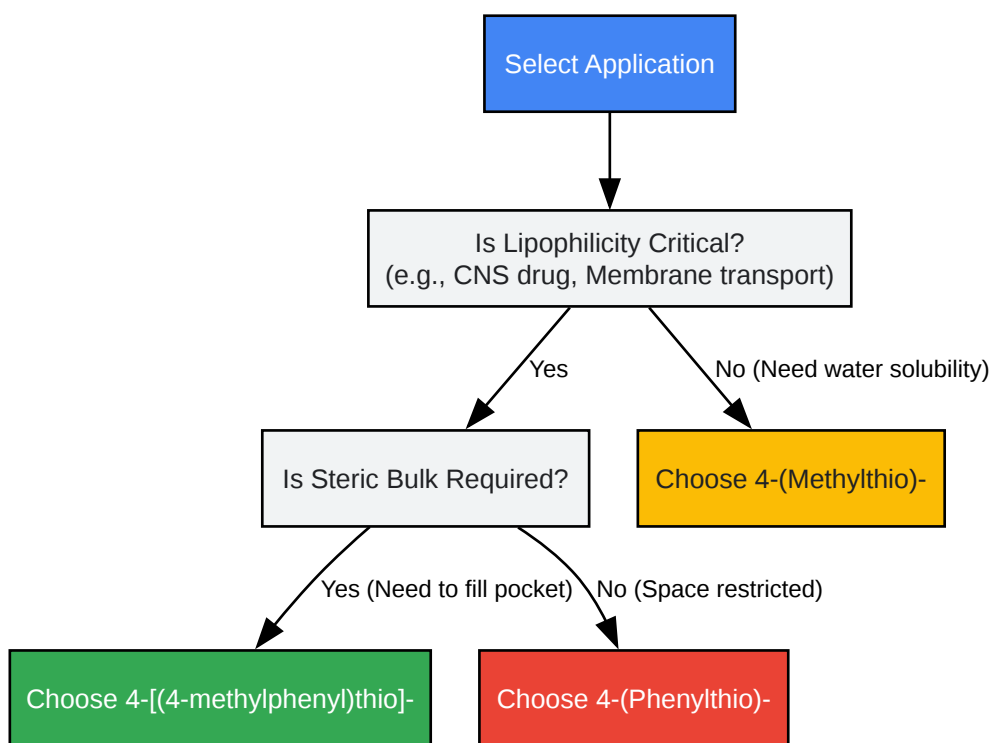 Select Application
Is Lipophilicity Critical?
(e.g., CNS drug, Membrane transport)
Yes
No (Need water solubility)
Is Steric Bulk Required?
Choose 4-(Methylthio)-
Yes (Need to fill pocket)
No (Space restricted)
Choose 4-[(4-methylphenyl)thio]-
Choose 4-(Phenylthio)-